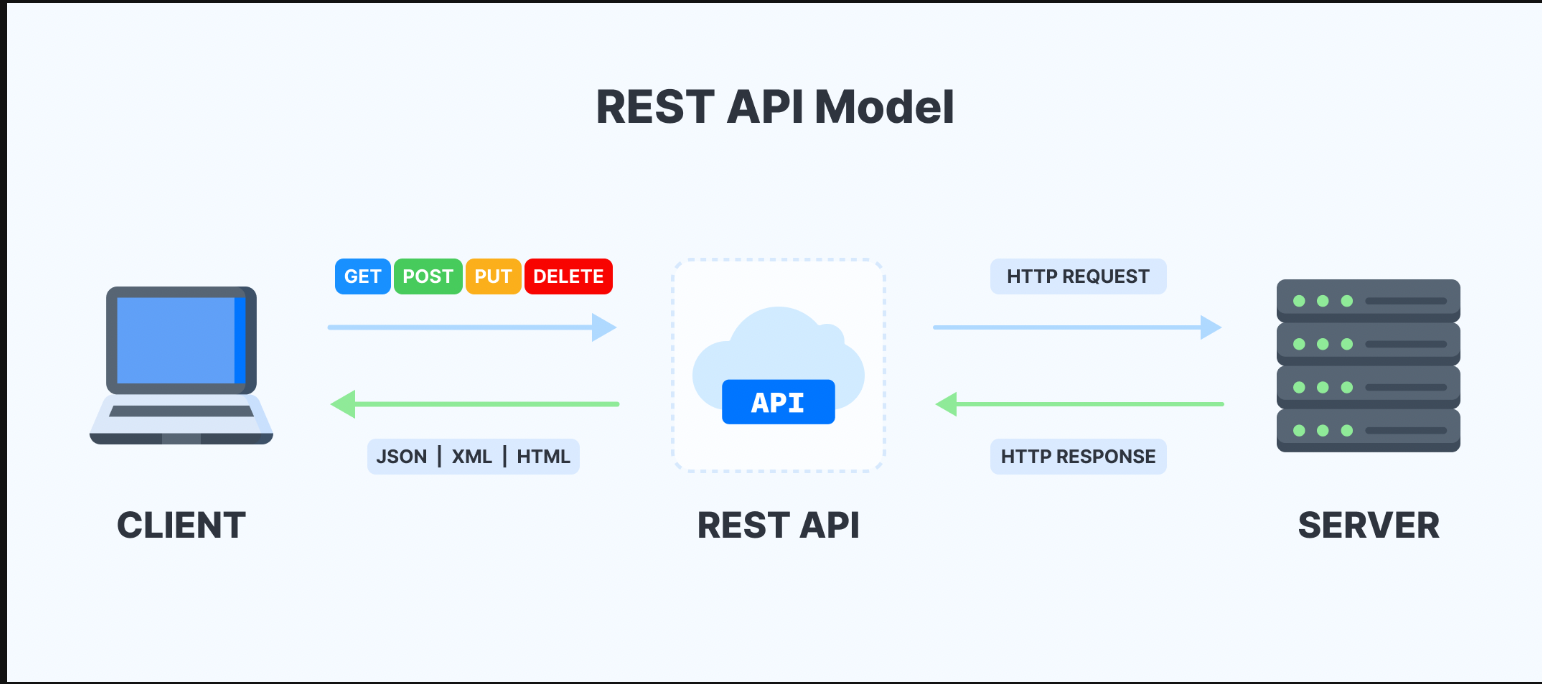 REST API Model
GET POST PUT DELETE
HTTP REQUEST
API
JSON | XML | HTML
HTTP RESPONSE
CLIENT
REST API
SERVER